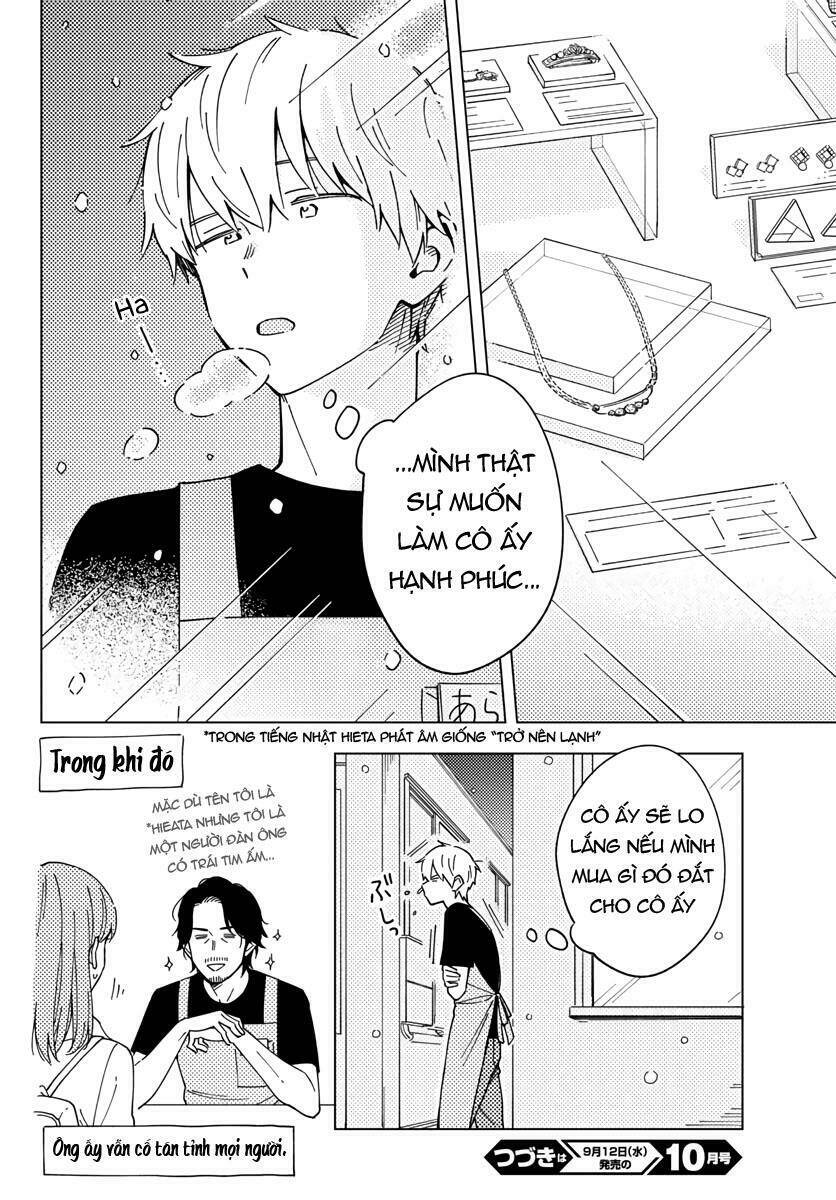 Ha
...MÌNH THẬT
SỰ MUỐN
LÀM CÔ ẤY
HẠNH PHÚC...
あら
*TRONG TIẾNG NHẬT HIETA PHÁT ÂM GIỐNG “TRỞ NÊN LẠNH”
CÔ ẤY SẼ LO
LẮNG NẾU MÌNH
MUA GÌ ĐÓ ĐẮT
CHO CÔ ẤY
ぶしっ
Trong khi đó
MẶC DÙ TÊN TÔI LÀ
*HIEATA NHƯNG TÔI LÀ
MỘT NGƯỜI ĐÀN ÔNG
CÓ TRÁI TIM ẤM...
Ông ấy vẫn cố tán tỉnh mọi người.
つづきは
9月12日(水)
発売の
10月号